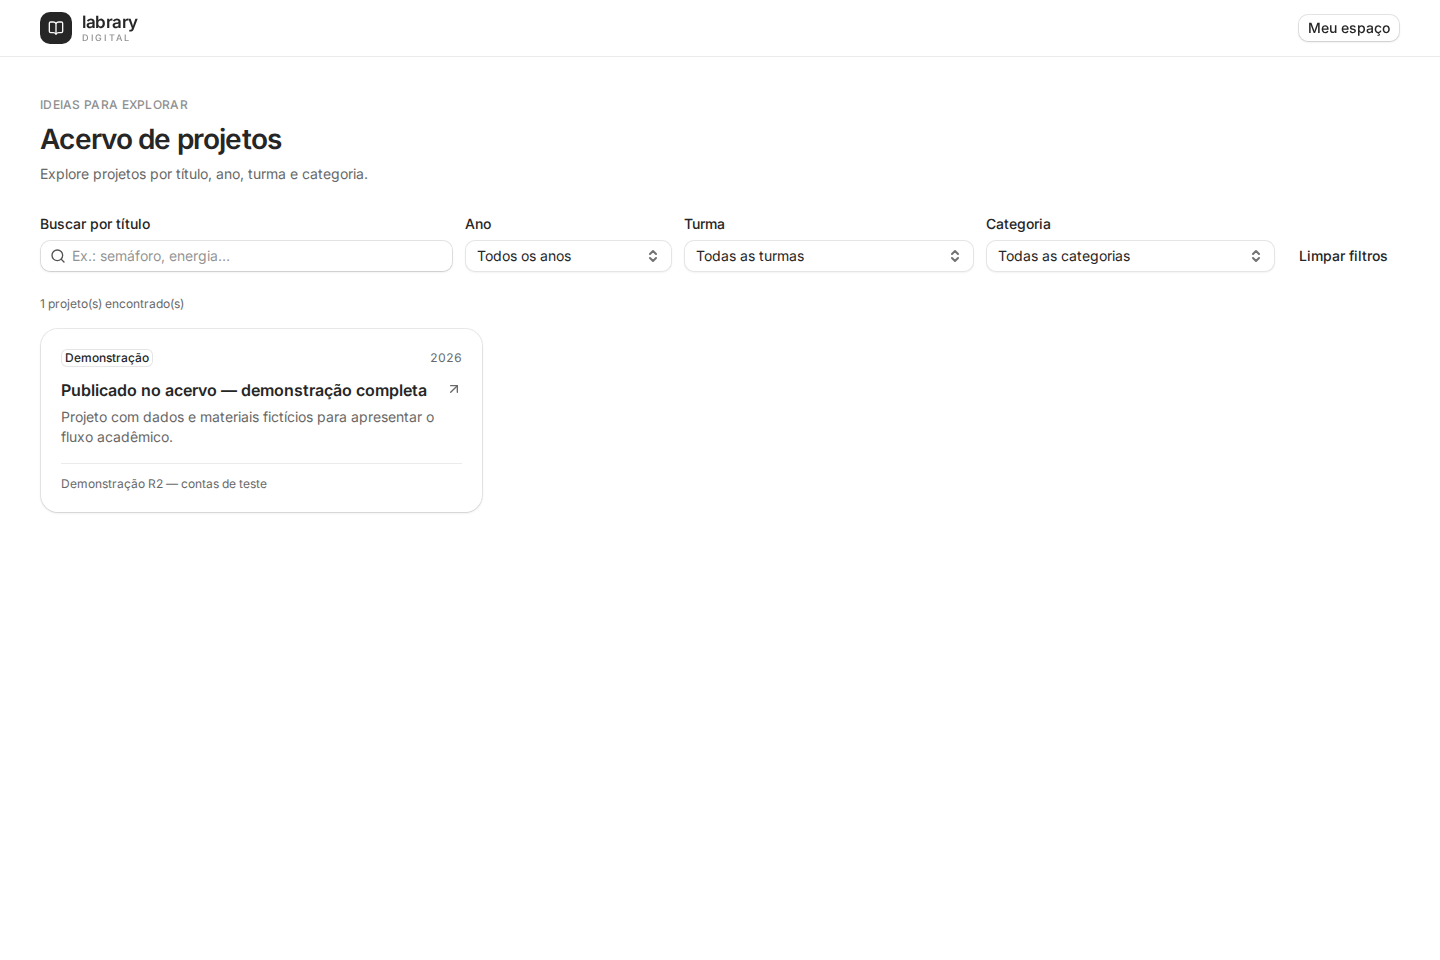 labrary
DIGITAL
Meu espaço
IDEIAS PARA EXPLORAR
Acervo de projetos
Explore projetos por título, ano, turma e categoria.
Buscar por título
Ano
Turma
Categoria
Ex.: semáforo, energia...
Todos os anos
Todas as turmas
Todas as categorias
Limpar filtros
1 projeto(s) encontrado(s)
Demonstração
2026
Publicado no acervo — demonstração completa
Projeto com dados e materiais fictícios para apresentar o
fluxo acadêmico.
Demonstração R2 — contas de teste